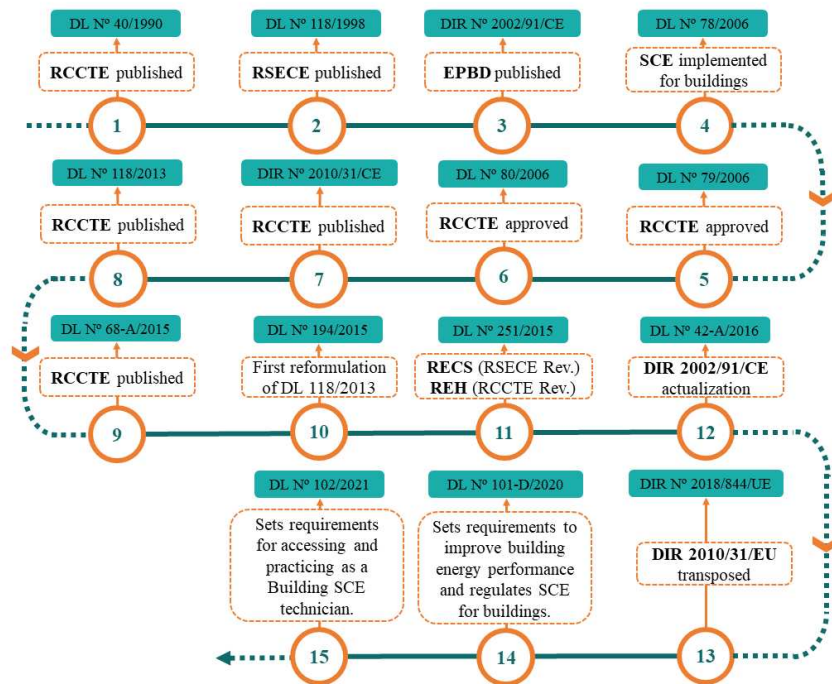 DL Nº 40/1990
RCCTE published
1
DL Nº 118/1998
RSECE published
2
DIR Nº 2002/91/CE
EPBD published
3
DL Nº 78/2006
SCE implemented
for buildings
4
DL Nº 79/2006
RCCTE approved
5
DL Nº 80/2006
RCCTE approved
6
DIR Nº 2010/31/CE
RCCTE published
7
DL Nº 118/2013
RCCTE published
8
DL Nº 68-A/2015
RCCTE published
9
DL Nº 194/2015
First reformulation
of DL 118/2013
10
DL Nº 251/2015
RECS (RSECE Rev.)
REH (RCCTE Rev.)
11
DL Nº 42-A/2016
DIR 2002/91/CE
actualization
12
DIR Nº 2018/844/UE
DIR 2010/31/EU
transposed
13
DL Nº 101-D/2020
Sets requirements to
improve building
energy performance
and regulates SCE
for buildings.
14
DL Nº 102/2021
Sets requirements
for accessing and
practicing as a
Building SCE
technician.
15